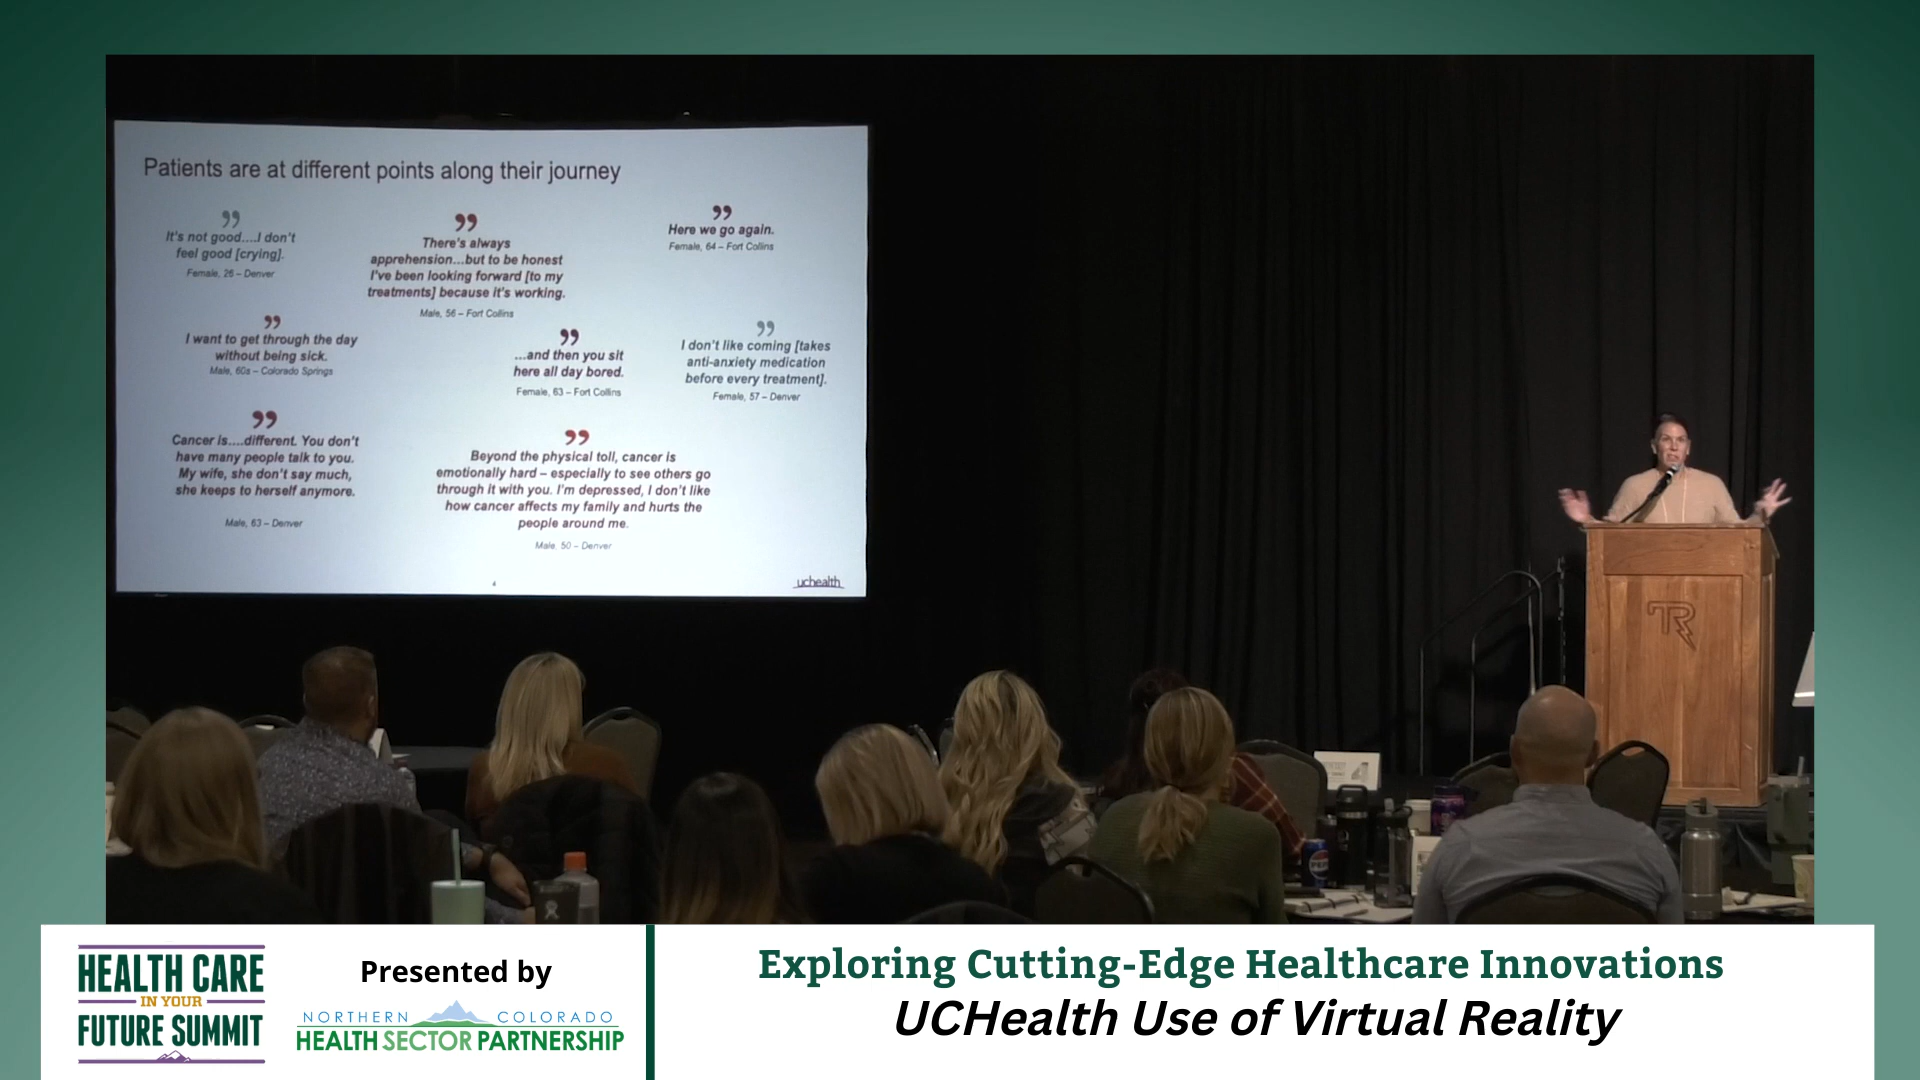 Patients are at different points along their journey
”
It's not good....I don't
feel good [crying].
Female, 26 – Denver
”
There's always
apprehension...but to be honest
I've been looking forward [to my
treatments] because it's working.
Male, 56 – Fort Collins
”
Here we go again.
Female, 64 – Fort Collins
”
I want to get through the day
without being sick.
Male, 60s – Colorado Springs
”
...and then you sit
here all day bored.
Female, 63 – Fort Collins
”
I don't like coming [takes
anti-anxiety medication
before every treatment].
Female, 57 – Denver
”
Cancer is....different. You don't
have many people talk to you.
My wife, she don't say much,
she keeps to herself anymore.
Male, 63 – Denver
”
Beyond the physical toll, cancer is
emotionally hard – especially to see others go
through it with you. I'm depressed, I don't like
how cancer affects my family and hurts the
people around me.
Male, 50 – Denver
4
uchealth
TR
pepsi
HEALTH CARE
IN YOUR
FUTURE SUMMIT
Presented by
NORTHERN COLORADO
HEALTH SECTOR PARTNERSHIP
Exploring Cutting-Edge Healthcare Innovations
UCHealth Use of Virtual Reality